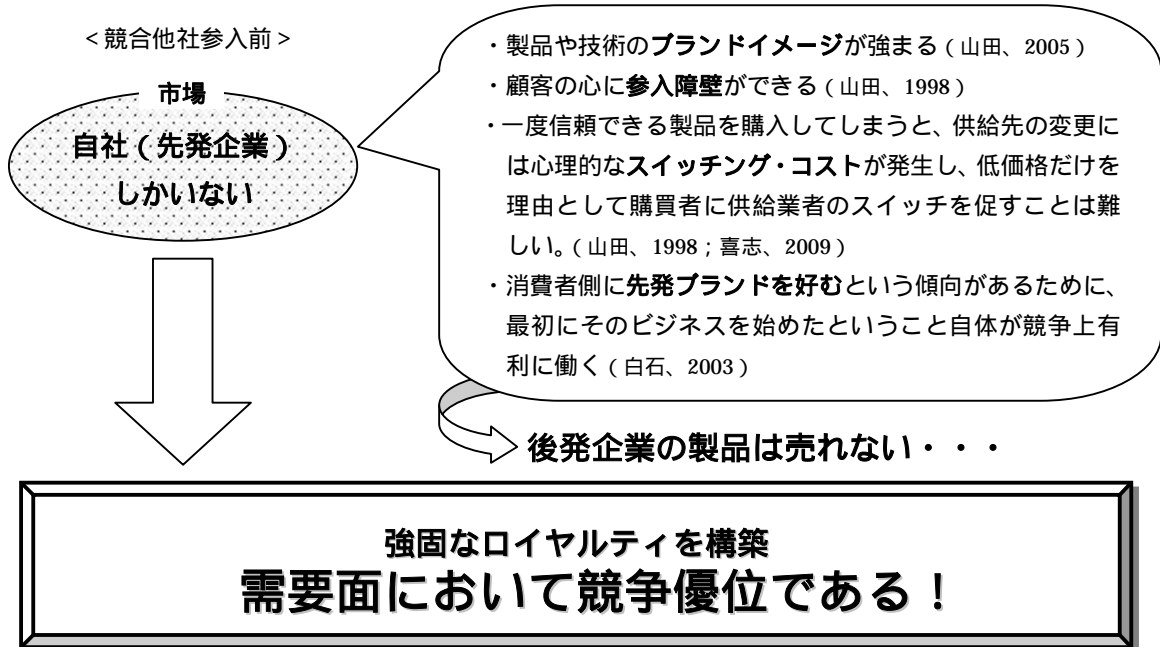 ＜競合他社参入前＞
市場
自社（先発企業）
しかいない
・製品や技術のブランドイメージが強まる（山田、2005）
・顧客の心に参入障壁ができる（山田、1998）
・一度信頼できる製品を購入してしまうと、供給先の変更に
は心理的なスイッチング・コストが発生し、低価格だけを
理由として購買者に供給業者のスイッチを促すことは難
しい。（山田、1998；喜志、2009）
・消費者側に先発ブランドを好むという傾向があるために、
最初にそのビジネスを始めたということ自体が競争上有
利に働く（白石、2003）
後発企業の製品は売れない・・・
強固なロイヤルティを構築
需要面において競争優位である！